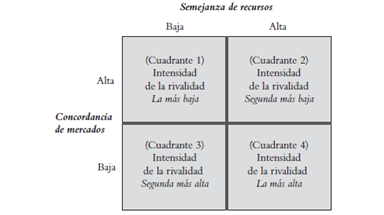 Semejanza de recursos
Baja
Alta
(Cuadrante 1)
Intensidad
de la rivalidad
La más baja
(Cuadrante 2)
Intensidad
de la rivalidad
Segunda más baja
Alta
Concordancia
de mercados
Baja
(Cuadrante 3)
Intensidad
de la rivalidad
Segunda más alta
(Cuadrante 4)
Intensidad
de la rivalidad
La más alta